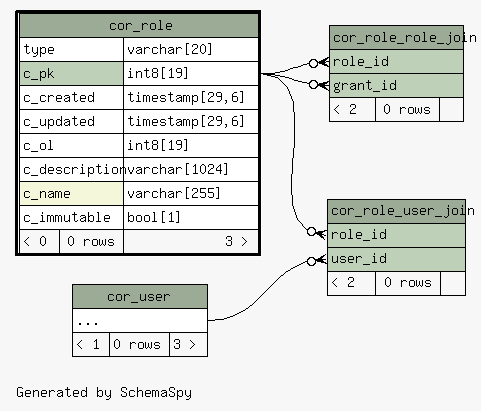 cor_role
type varchar[20]
c_pk int8[19]
c_created timestamp[29,6]
c_updated timestamp[29,6]
c_ol int8[19]
c_description varchar[1024]
c_name varchar[255]
c_immutable bool[1]
< 0 0 rows 3 >
cor_role_role_join
role_id
grant_id
< 2 0 rows
cor_role_user_join
role_id
user_id
< 2 0 rows
cor_user
...
< 1 0 rows 3 >
Generated by SchemaSpy